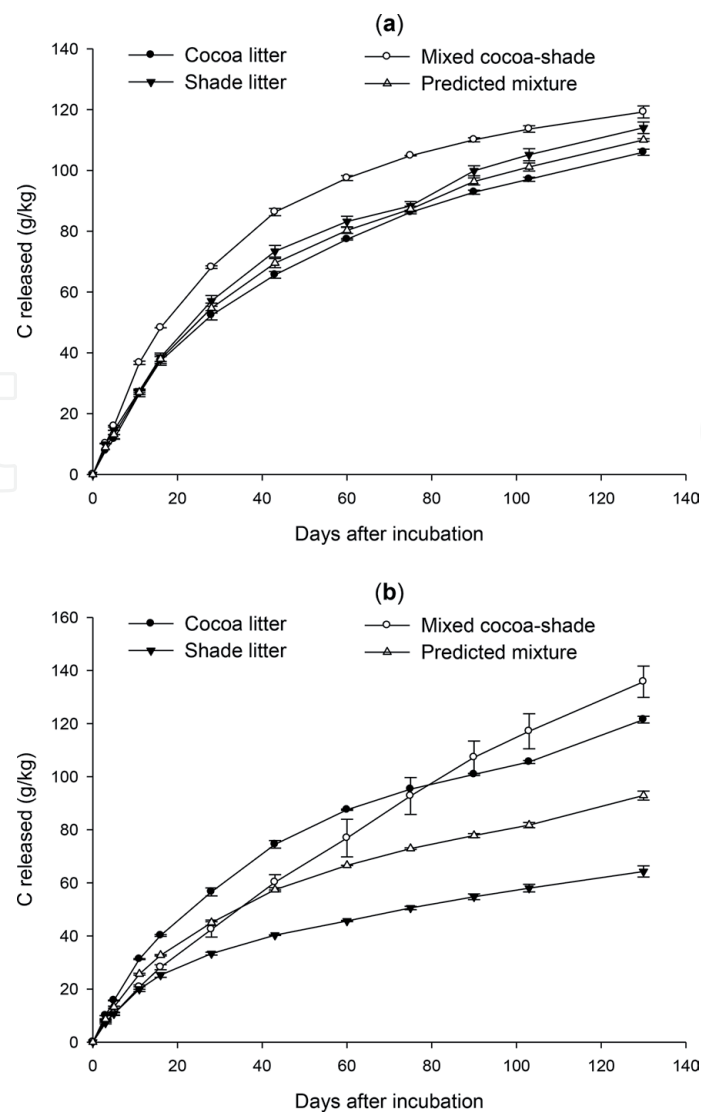 (a)
Cocoa litter
Mixed cocoa-shade
Shade litter
Predicted mixture
140
120
100
80
60
40
20
0
C released (g/kg)
0 20 40 60 80 100 120 140
Days after incubation
(b)
Cocoa litter
Mixed cocoa-shade
Shade litter
Predicted mixture
160
140
120
100
80
60
40
20
0
C released (g/kg)
0 20 40 60 80 100 120 140
Days after incubation